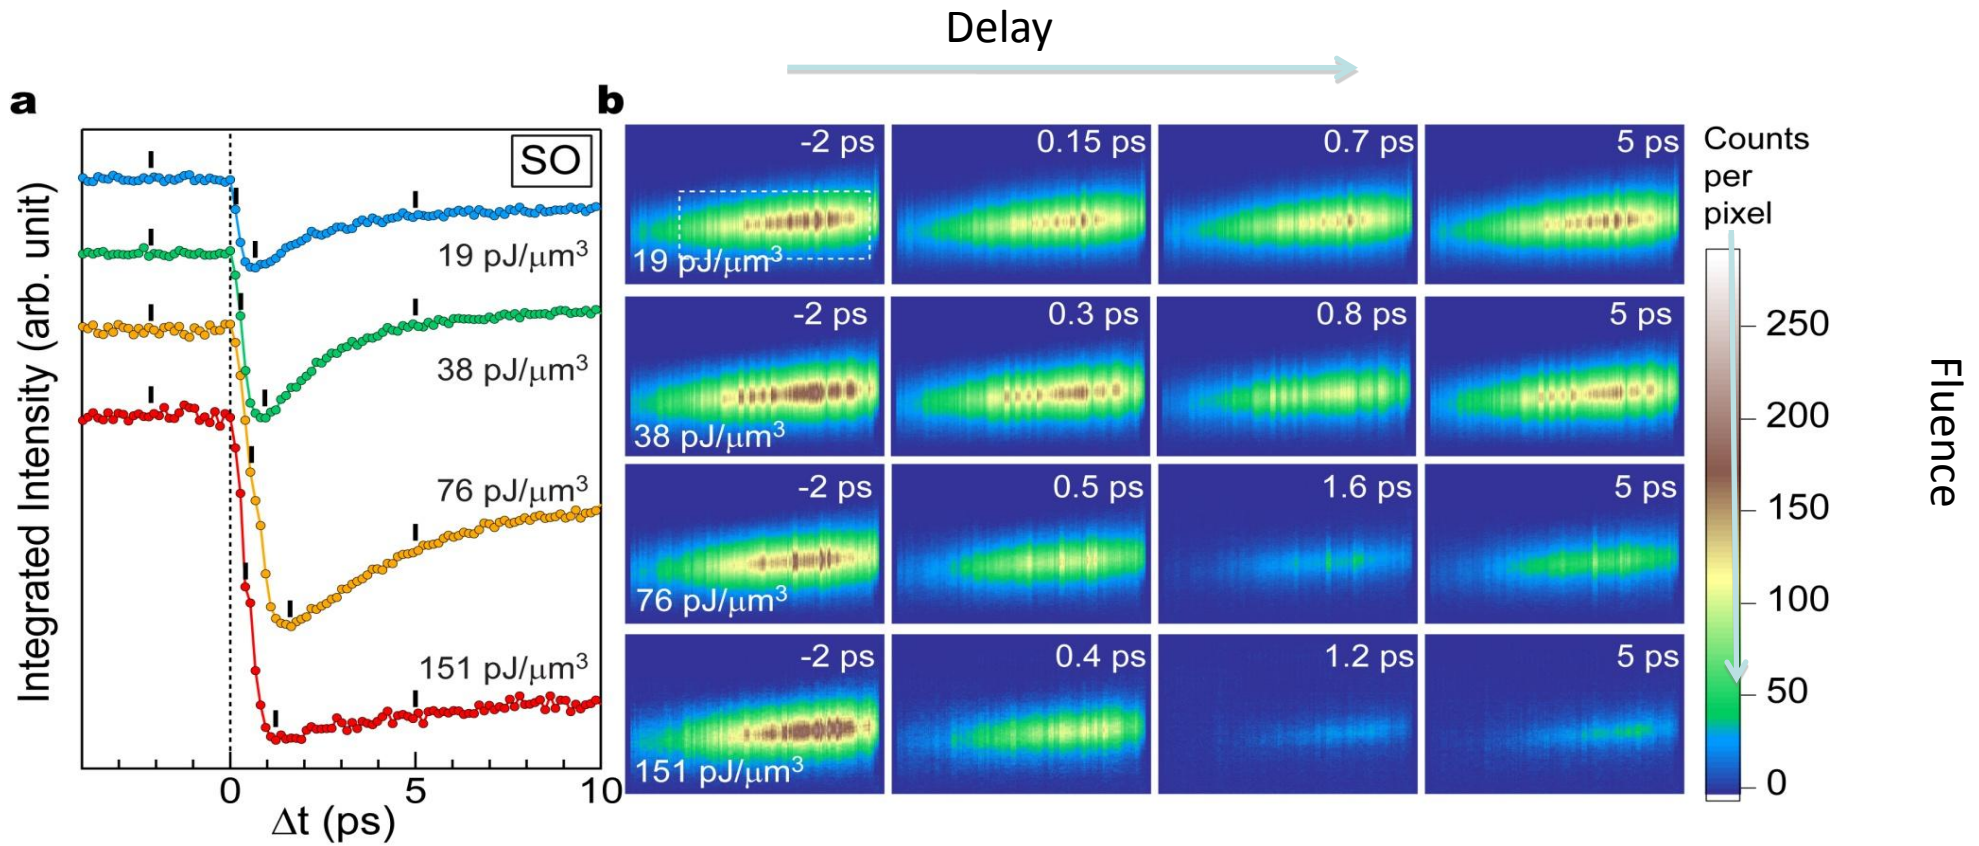 Delay
a
b
SO
19 pJ/μm³
38 pJ/μm³
76 pJ/μm³
151 pJ/μm³
Integrated Intensity (arb. unit)
0
5
10
Δt (ps)
-2 ps
0.15 ps
0.7 ps
5 ps
19 pJ/μm³
-2 ps
0.3 ps
0.8 ps
5 ps
38 pJ/μm³
-2 ps
0.5 ps
1.6 ps
5 ps
76 pJ/μm³
-2 ps
0.4 ps
1.2 ps
5 ps
151 pJ/μm³
Counts
per
pixel
250
200
150
100
50
0
Fluence